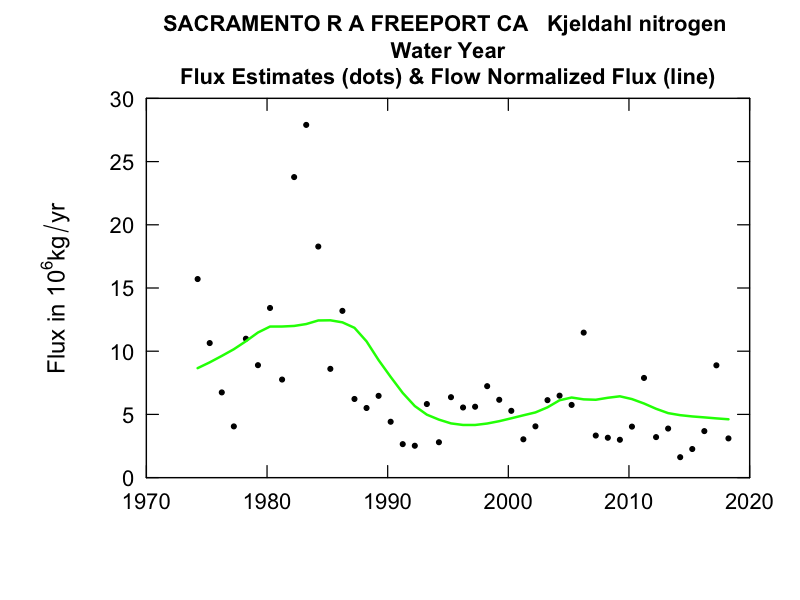 SACRAMENTO R A FREEPORT CA   Kjeldahl nitrogen
Water Year
Flux Estimates (dots) & Flow Normalized Flux (line)
30
25
20
15
10
5
0
Flux in 10⁶kg/yr
1970 1980 1990 2000 2010 2020